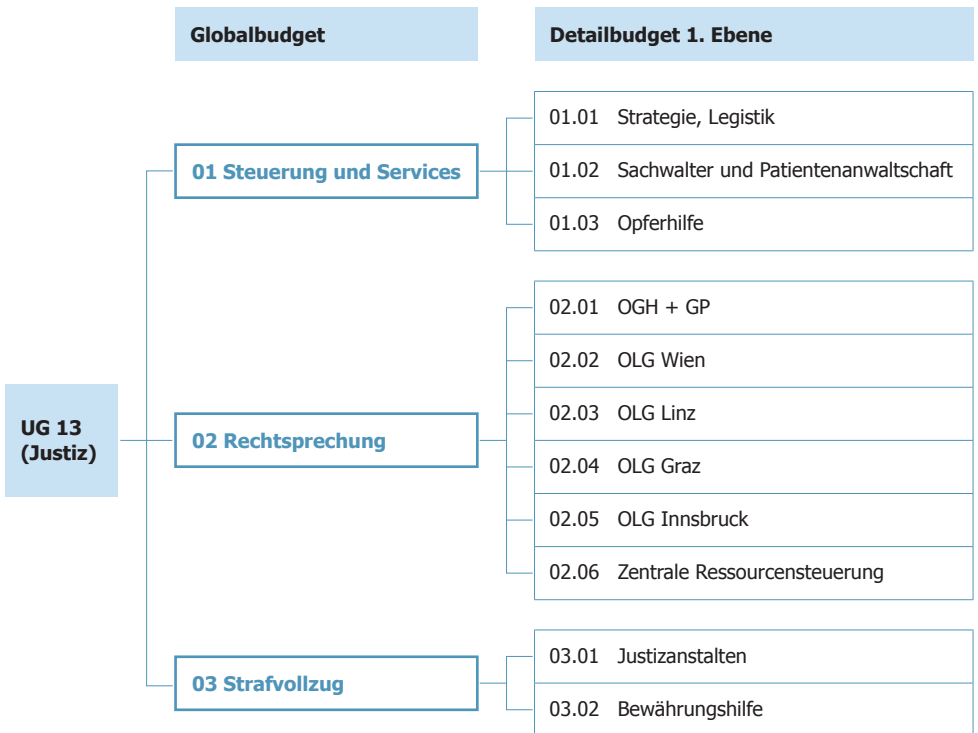 Globalbudget
Detailbudget 1. Ebene
UG 13
(Justiz)
01 Steuerung und Services
01.01 Strategie, Legistik
01.02 Sachwalter und Patientenanwaltschaft
01.03 Opferhilfe
02 Rechtsprechung
02.01 OGH + GP
02.02 OLG Wien
02.03 OLG Linz
02.04 OLG Graz
02.05 OLG Innsbruck
02.06 Zentrale Ressourcensteuerung
03 Strafvollzug
03.01 Justizanstalten
03.02 Bewährungshilfe